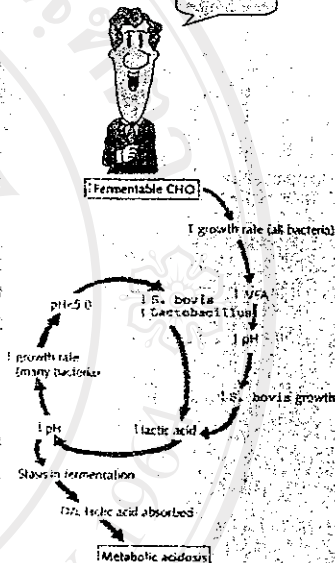 Fermentable CHO
growth rate (all bacteria)
VFA
pH
S. bovis growth
lactic acid
pH
growth rate
(many bacteria)
pH<5.0
S. bovis
Lactobacillus
Stasis in fermentation
D/L lactic acid absorbed
Metabolic acidosis